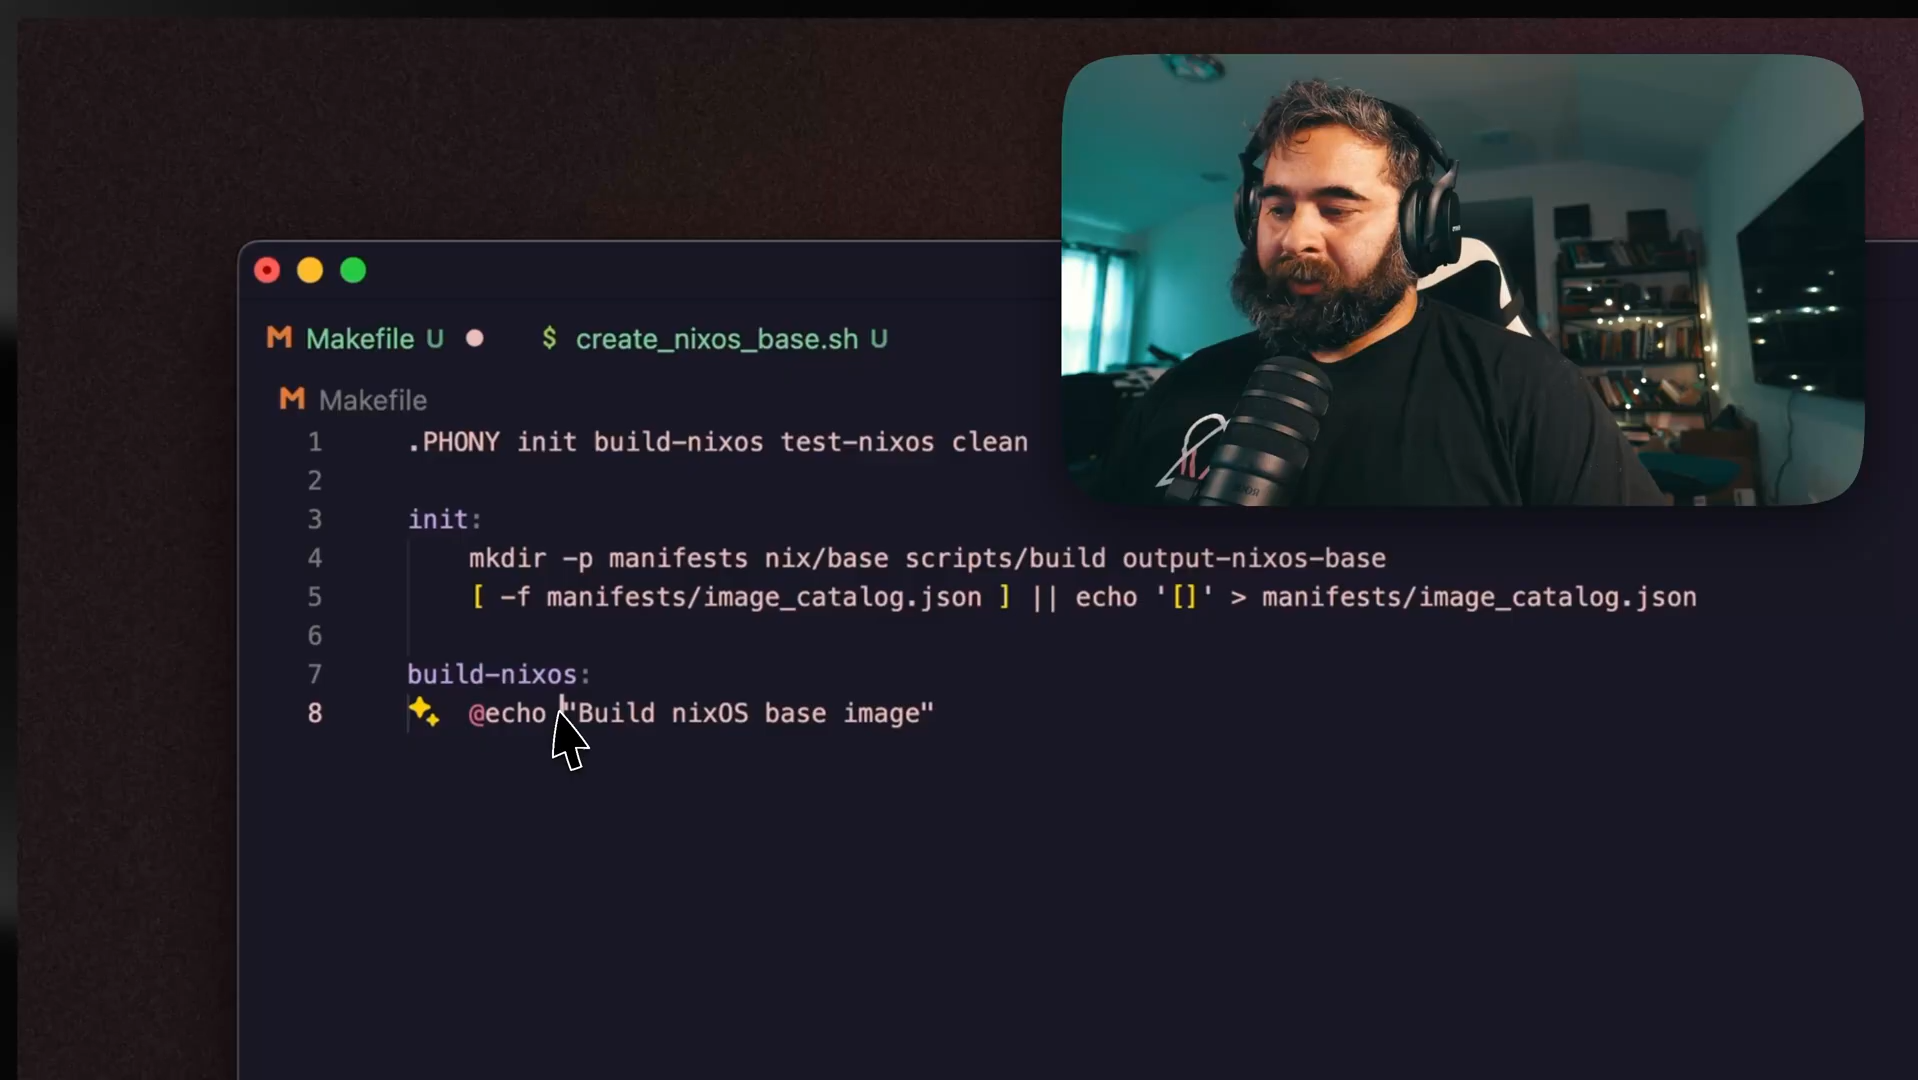 Makefile U
$ create_nixos_base.sh U
Makefile
1 .PHONY init build-nixos test-nixos clean
2
3 init:
4 mkdir -p manifests nix/base scripts/build output-nixos-base
5 [ -f manifests/image_catalog.json ] || echo '[]' > manifests/image_catalog.json
6
7 build-nixos:
8 @echo "Build nixOS base image"